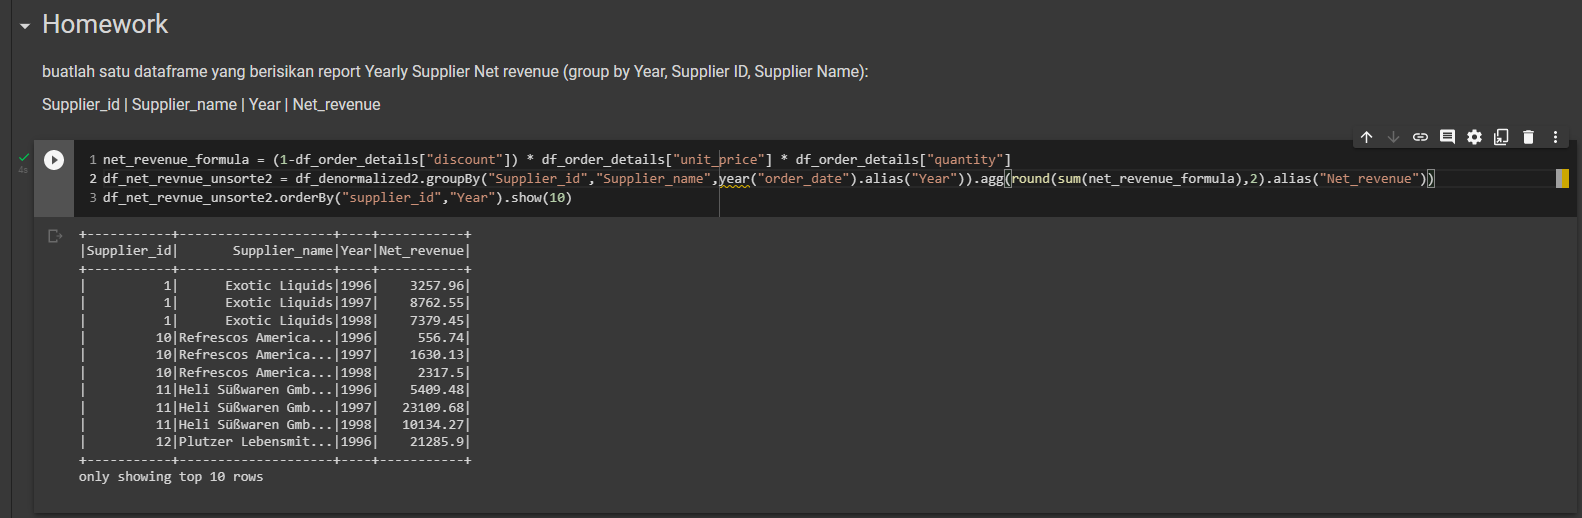 Homework
buatlah satu dataframe yang berisikan report Yearly Supplier Net revenue (group by Year, Supplier ID, Supplier Name):
Supplier_id | Supplier_name | Year | Net_revenue
4s
1 net_revenue_formula = (1-df_order_details["discount"]) * df_order_details["unit_price"] * df_order_details["quantity"]
2 df_net_revnue_unsorte2 = df_denormalized2.groupBy("Supplier_id","Supplier_name",year("order_date").alias("Year")).agg(round(sum(net_revenue_formula),2).alias("Net_revenue"))
3 df_net_revnue_unsorte2.orderBy("supplier_id","Year").show(10)
+-----------+--------------------+----+-----------+
|Supplier_id|       Supplier_name|Year|Net_revenue|
+-----------+--------------------+----+-----------+
|          1|      Exotic Liquids|1996|    3257.96|
|          1|      Exotic Liquids|1997|    8762.55|
|          1|      Exotic Liquids|1998|    7379.45|
|         10|Refrescos America...|1996|     556.74|
|         10|Refrescos America...|1997|    1630.13|
|         10|Refrescos America...|1998|     2317.5|
|         11|Heli Süßwaren Gmb...|1996|    5409.48|
|         11|Heli Süßwaren Gmb...|1997|   23109.68|
|         11|Heli Süßwaren Gmb...|1998|   10134.27|
|         12|Plutzer Lebensmit...|1996|    21285.9|
+-----------+--------------------+----+-----------+
only showing top 10 rows